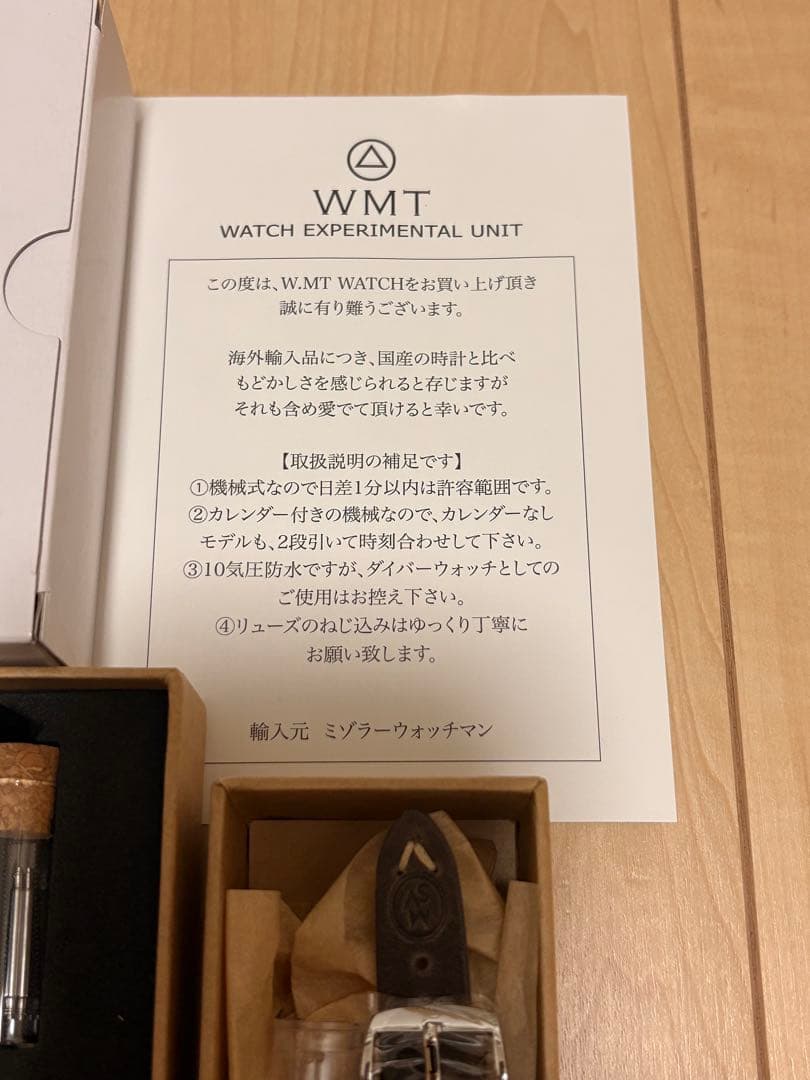 WMT
WATCH EXPERIMENTAL UNIT
この度は、W.MT WATCHをお買い上げ頂き
誠に有り難うございます。
海外輸入品につき、国産の時計と比べ
もどかしさを感じられると存じますが
それも含め愛でて頂けると幸いです。
【取扱説明の補足です】
①機械式なので日差1分以内は許容範囲です。
②カレンダー付きの機械なので、カレンダーなし
モデルも、2段引いて時刻合わせして下さい。
③10気圧防水ですが、ダイバーウォッチとしての
ご使用はお控え下さい。
④リューズのねじ込みはゆっくり丁寧に
お願い致します。
輸入元 ミゾラーウォッチマン